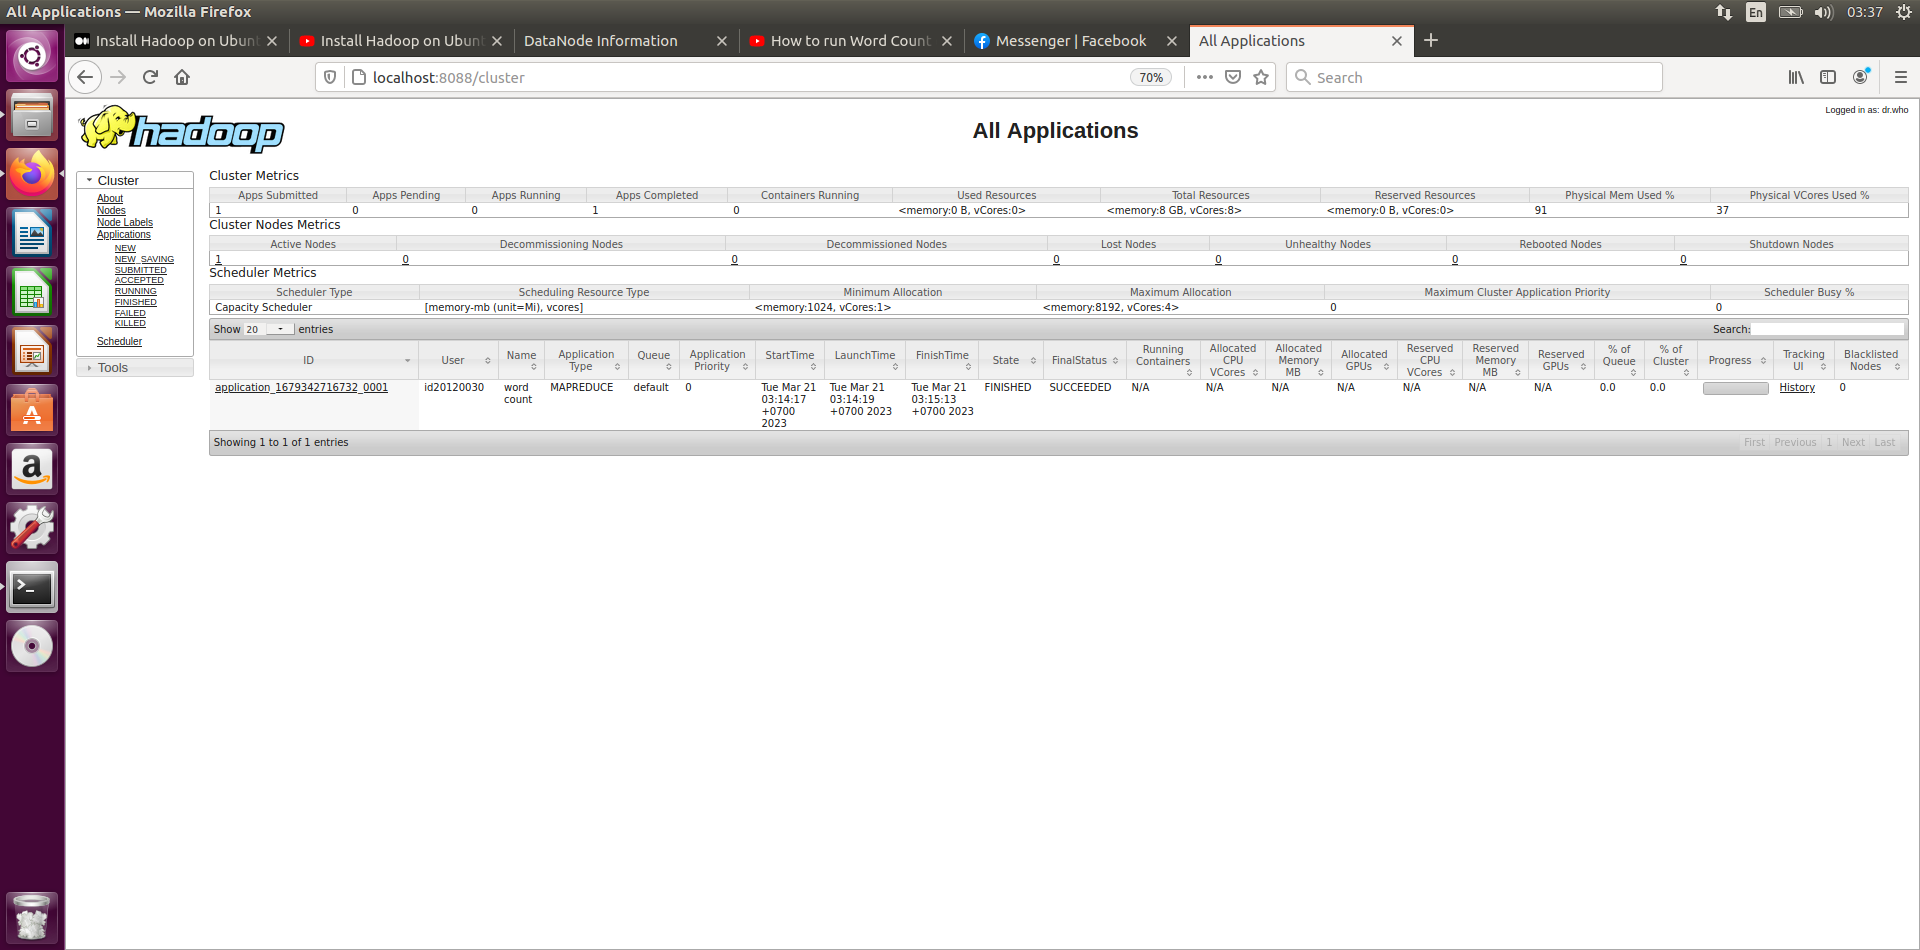 All Applications — Mozilla Firefox
En
03:37
Install Hadoop on Ubunt
Install Hadoop on Ubunt
DataNode Information
How to run Word Count
Messenger | Facebook
All Applications
localhost:8088/cluster
70%
Search
hadoop
All Applications
Logged in as: dr.who
Cluster
About
Nodes
Node Labels
Applications
NEW
NEW_SAVING
SUBMITTED
ACCEPTED
RUNNING
FINISHED
FAILED
KILLED
Scheduler
Tools
Cluster Metrics
Apps Submitted Apps Pending Apps Running Apps Completed Containers Running Used Resources Total Resources Reserved Resources Physical Mem Used % Physical VCores Used %
1 0 0 1 0 <memory:0 B, vCores:0> <memory:8 GB, vCores:8> <memory:0 B, vCores:0> 91 37
Cluster Nodes Metrics
Active Nodes Decommissioning Nodes Decommissioned Nodes Lost Nodes Unhealthy Nodes Rebooted Nodes Shutdown Nodes
1 0 0 0 0 0 0
Scheduler Metrics
Scheduler Type Scheduling Resource Type Minimum Allocation Maximum Allocation Maximum Cluster Application Priority Scheduler Busy %
Capacity Scheduler [memory-mb (unit=Mi), vcores] <memory:1024, vCores:1> <memory:8192, vCores:4> 0 0
Show 20 entries Search:
ID
User
Name
Application
Type
Queue
Application
Priority
StartTime
LaunchTime
FinishTime
State
FinalStatus
Running
Containers
Allocated
CPU
VCores
Allocated
Memory
MB
Allocated
GPUs
Reserved
CPU
VCores
Reserved
Memory
MB
Reserved
GPUs
% of
Queue
% of
Cluster
Progress
Tracking
UI
Blacklisted
Nodes
application_1679342716732_0001
id20120030
word
count
MAPREDUCE
default
0
Tue Mar 21
03:14:17
+0700
2023
Tue Mar 21
03:14:19
+0700 2023
Tue Mar 21
03:15:13
+0700 2023
FINISHED
SUCCEEDED
N/A
N/A
N/A
N/A
N/A
N/A
N/A
0.0
0.0
History
0
Showing 1 to 1 of 1 entries
First Previous 1 Next Last